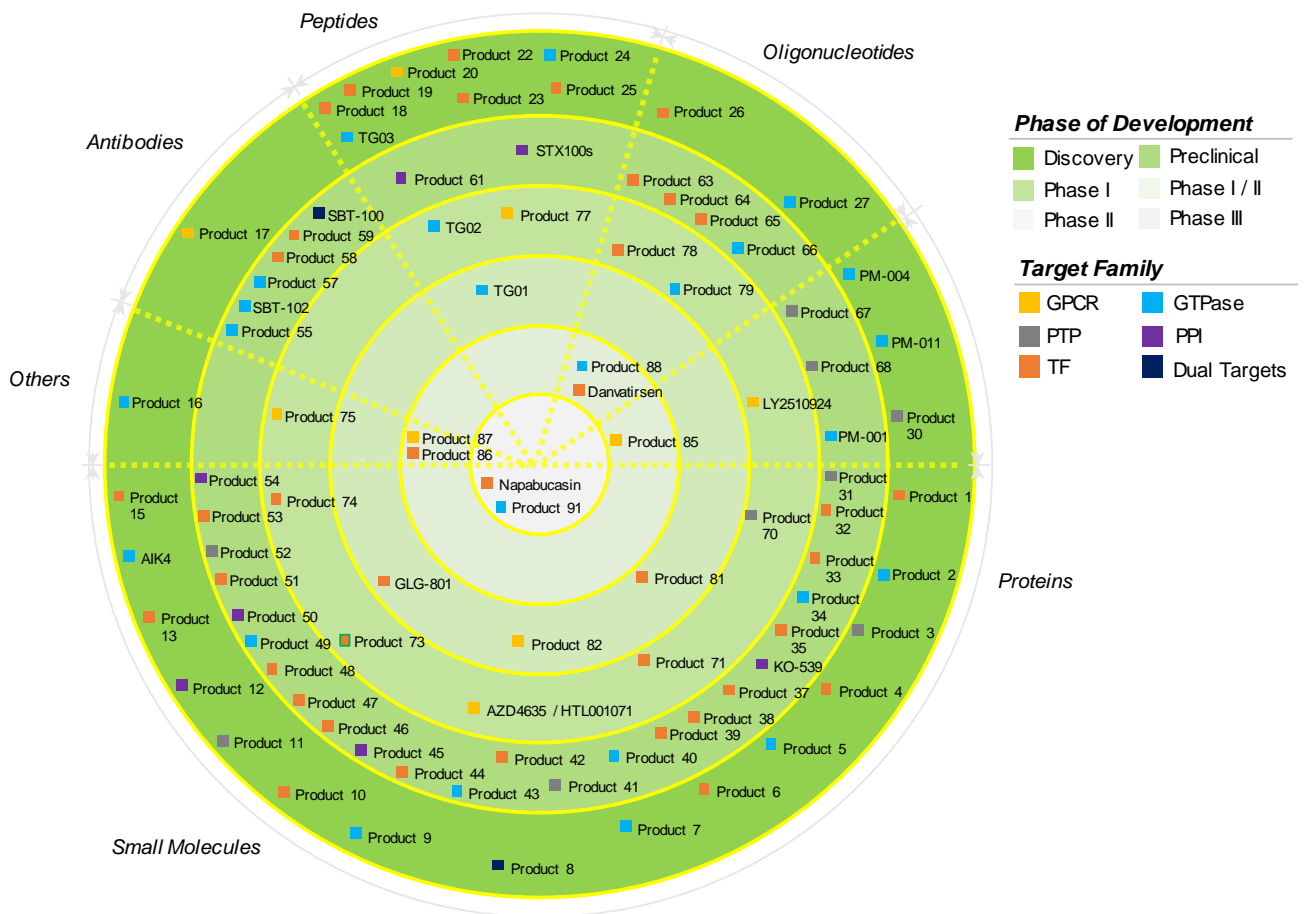 Peptides
Oligonucleotides
Antibodies
Others
Proteins
Small Molecules
Product 22
Product 24
Product 20
Product 19
Product 23
Product 25
Product 18
Product 26
TG03
STX100s
Product 61
Product 63
Product 64
Product 65
Product 27
SBT-100
Product 59
Product 17
Product 58
Product 57
SBT-102
Product 55
TG02
Product 77
Product 78
Product 66
PM-004
TG01
Product 79
Product 67
PM-011
Product 88
Product 68
Danvatirsen
LY2510924
Product 16
Product 75
Product
30
Product 87
Product 86
Product 85
PM-001
Product 54
Napabucasin
Product 91
Product
31
Product 1
Product
15
Product 53
Product 74
Product
70
Product
32
Product 52
AIK4
Product 51
GLG-801
Product 81
Product
33
Product 2
Product
34
Product
13
Product 50
Product 49
Product 73
Product 82
Product
35
Product 3
Product 71
KO-539
Product 48
Product 12
Product 47
Product 37
Product 4
AZD4635 / HTL001071
Product 38
Product 46
Product 39
Product 11
Product 45
Product 42
Product 40
Product 5
Product 44
Product 43
Product 41
Product 10
Product 6
Product 9
Product 7
Product 8
Phase of Development
Discovery Preclinical
Phase I Phase I / II
Phase II Phase III
Target Family
GPCR GTPase
PTP PPI
TF Dual Targets